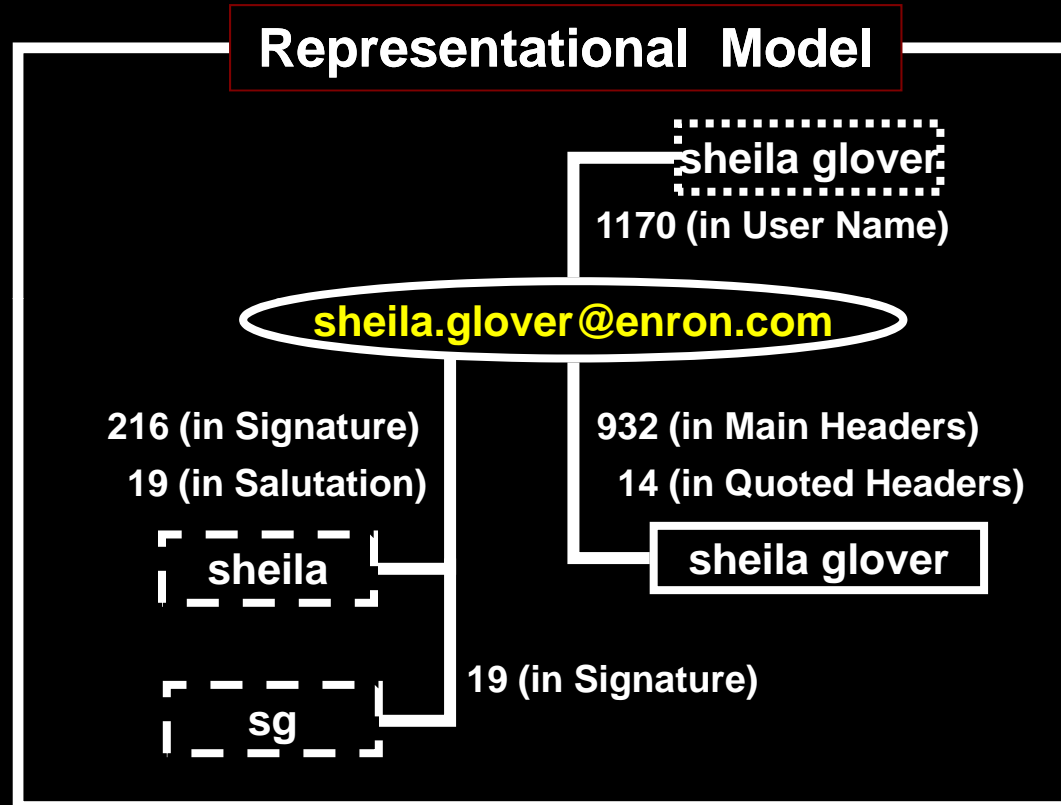 Representational Model
sheila glover
1170 (in User Name)
sheila.glover@enron.com
216 (in Signature)
19 (in Salutation)
932 (in Main Headers)
14 (in Quoted Headers)
sheila
sheila glover
19 (in Signature)
sg